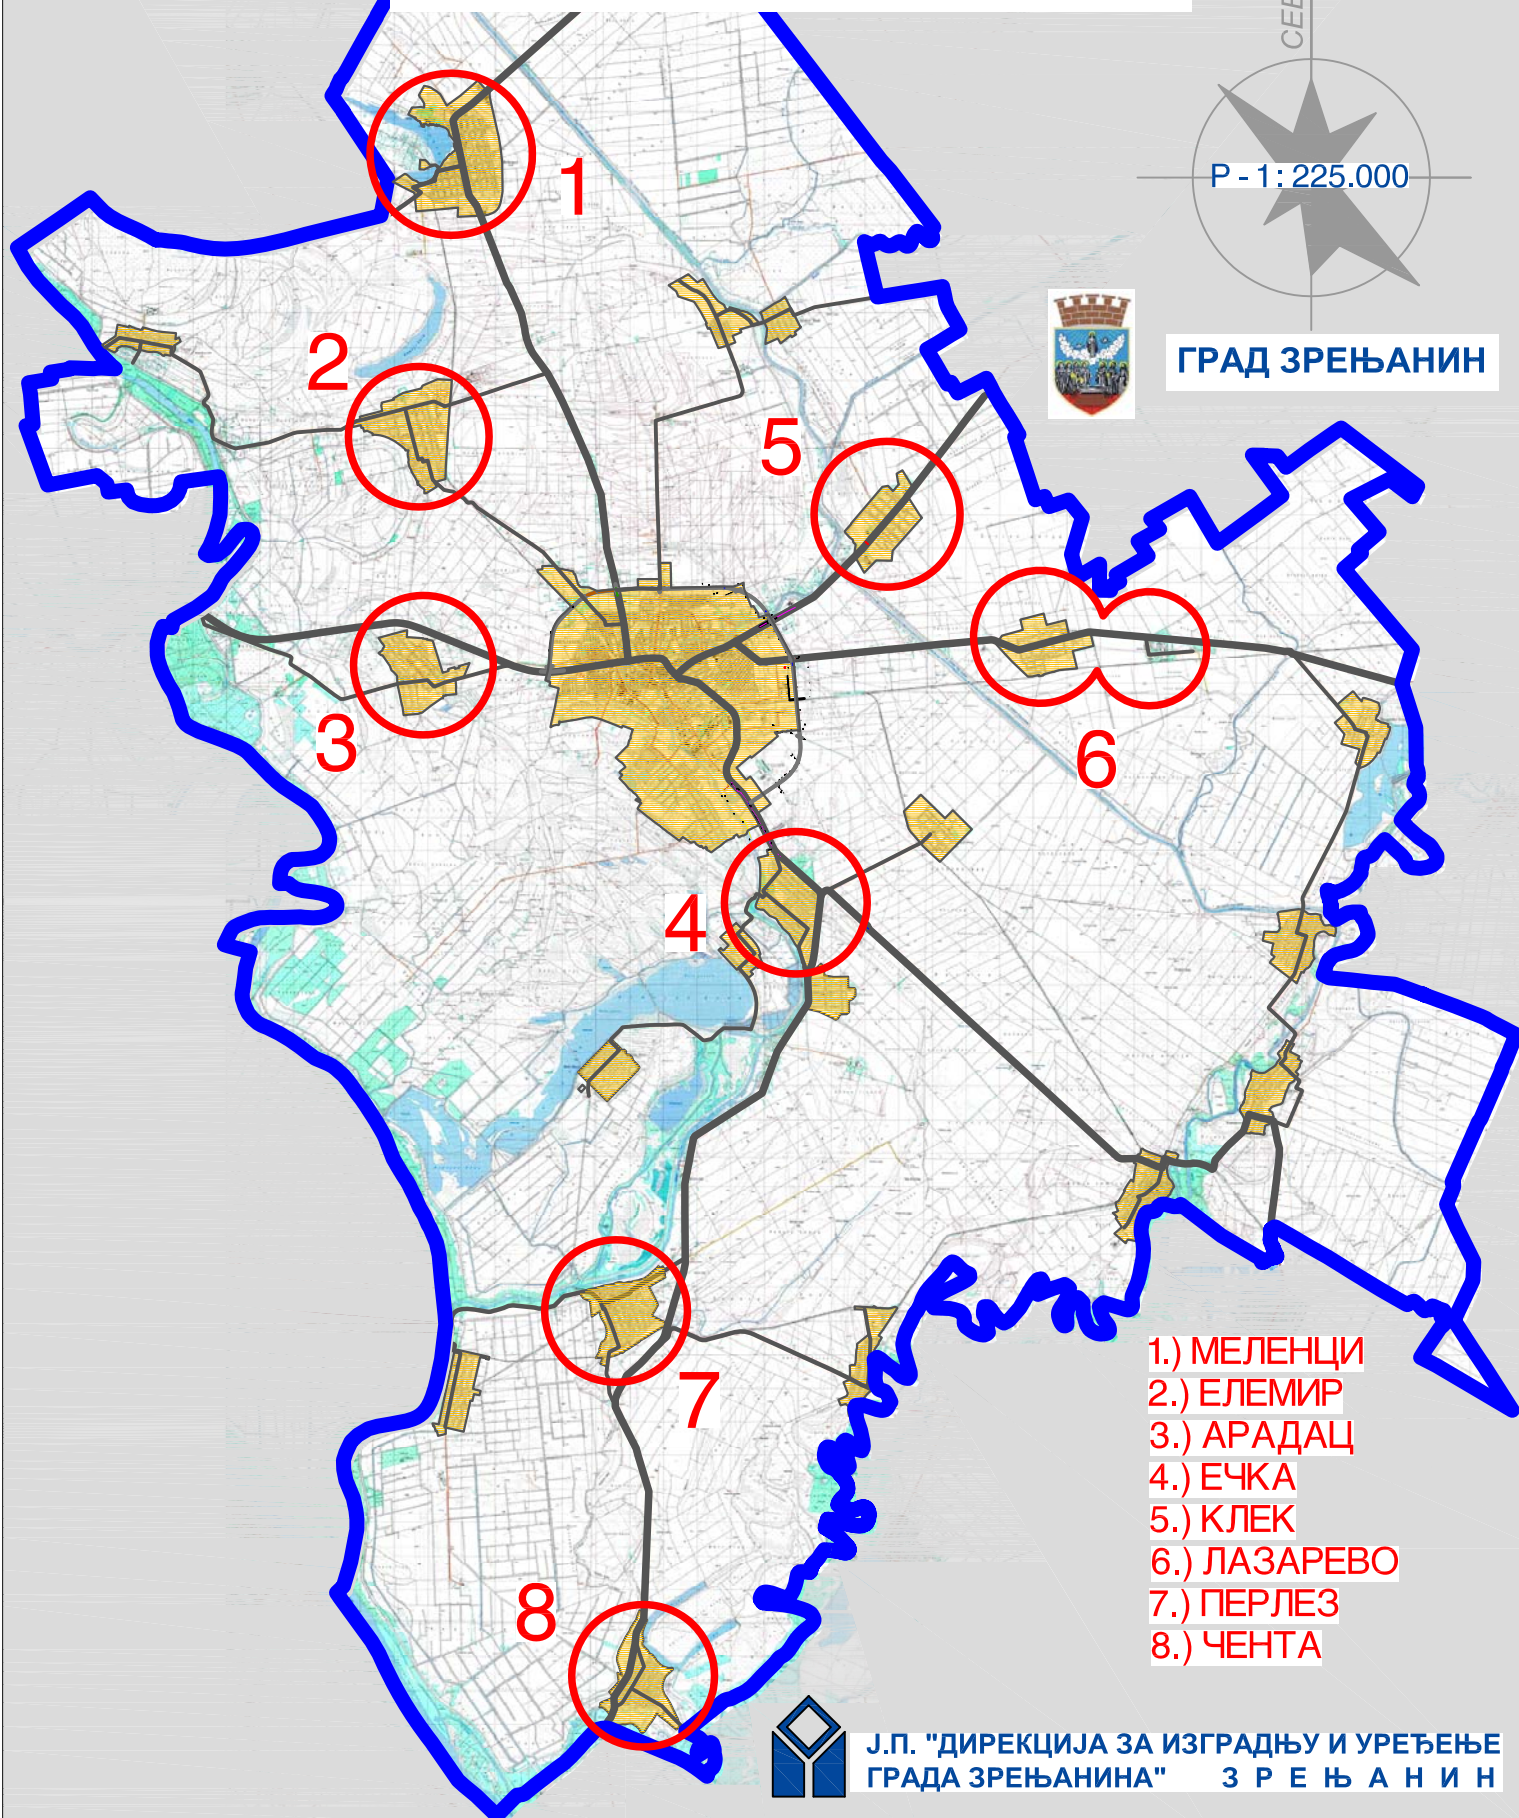 СЕВ
Р - 1: 225.000
ГРАД ЗРЕЊАНИН
1
2
5
3
6
4
7
8
1.) МЕЛЕНЦИ
2.) ЕЛЕМИР
3.) АРАДАЦ
4.) ЕЧКА
5.) КЛЕК
6.) ЛАЗАРЕВО
7.) ПЕРЛЕЗ
8.) ЧЕНТА
Ј.П. "ДИРЕКЦИЈА ЗА ИЗГРАДЊУ И УРЕЂЕЊЕ
ГРАДА ЗРЕЊАНИНА" З Р Е Њ А Н И Н